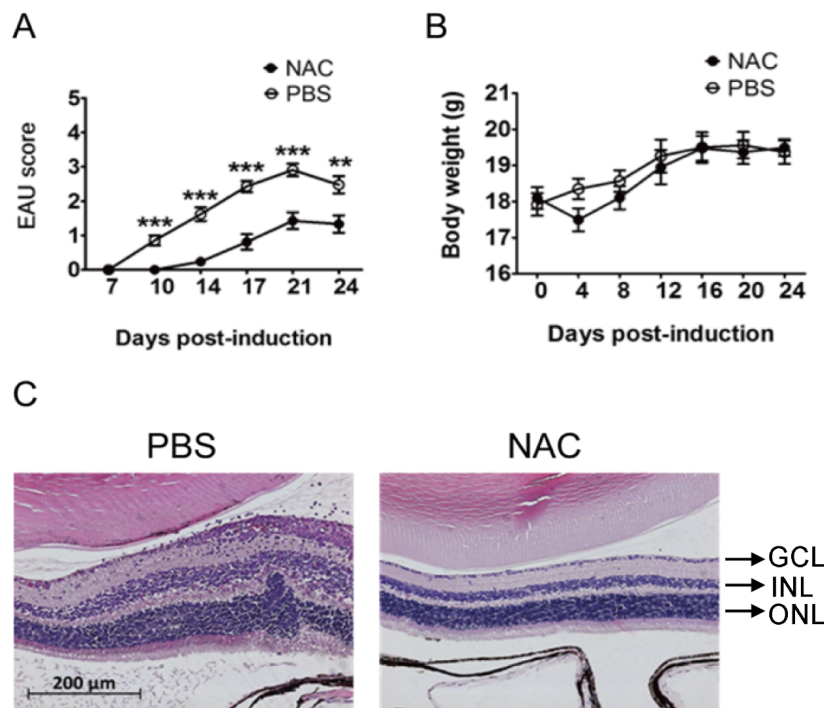 A
NAC
PBS
EAU score
5
4
3
2
1
0
***
***
***
***
**
7 10 14 17 21 24
Days post-induction
B
NAC
PBS
Body weight (g)
21
20
19
18
17
16
0 4 8 12 16 20 24
Days post-induction
C
PBS
NAC
GCL
INL
ONL
200 μm